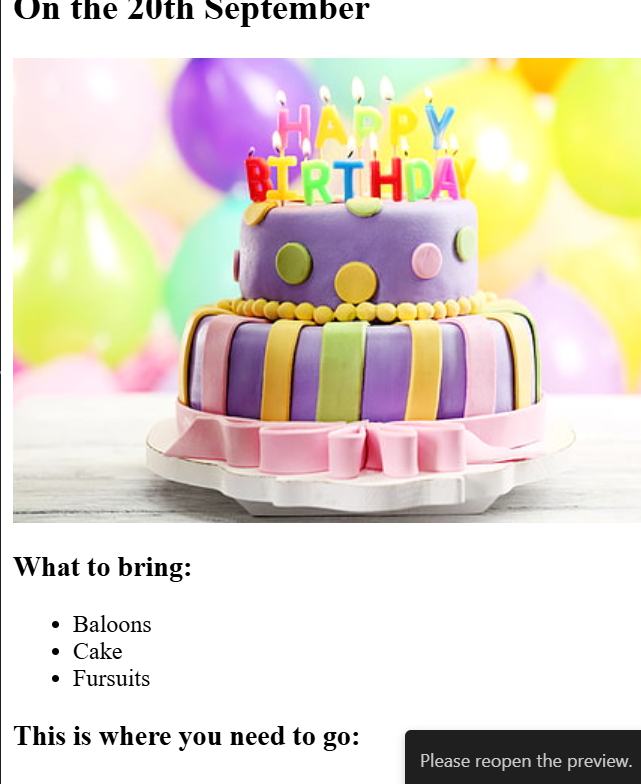 On the 20th September
HAPPY
BIRTHDAY
What to bring:
Baloons
Cake
Fursuits
This is where you need to go:
Please reopen the preview.